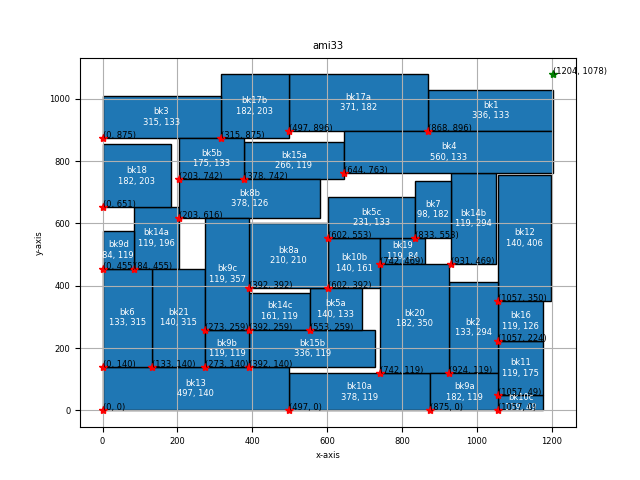 ami33
(1204, 1078)
bk17b
182, 203
bk17a
371, 182
bk3
315, 133
bk1
336, 133
(0, 875)
(315, 875)
(497, 896)
(868, 896)
bk5b
175, 133
bk15a
266, 119
bk4
560, 133
bk18
182, 203
(203, 742)
(378, 742)
(644, 763)
bk8b
378, 126
(0, 651)
(203, 616)
bk14a
119, 196
bk5c
231, 133
bk7
98, 182
bk14b
119, 294
bk12
140, 406
bk9d
84, 119
(602, 553)
(833, 553)
bk9c
119, 357
bk8a
210, 210
bk10b
140, 161
bk19
119, 84
(0, 455)
(84, 455)
(931, 469)
(392, 392)
(602, 392)
bk6
133, 315
bk21
140, 315
bk14c
161, 119
bk5a
140, 133
bk20
182, 350
bk2
133, 294
bk16
119, 126
(1057, 350)
(273, 259)
(392, 259)
(553, 259)
bk9b
119, 119
bk15b
336, 119
(1057, 224)
(0, 140)
(133, 140)
(273, 140)
(392, 140)
bk11
119, 175
(742, 119)
(924, 119)
bk13
497, 140
bk10a
378, 119
bk9a
182, 119
(1057, 49)
bk10c
(0, 0)
(497, 0)
(875, 0)
0
200
400
600
800
1000
1200
0
200
400
600
800
1000
x-axis
y-axis